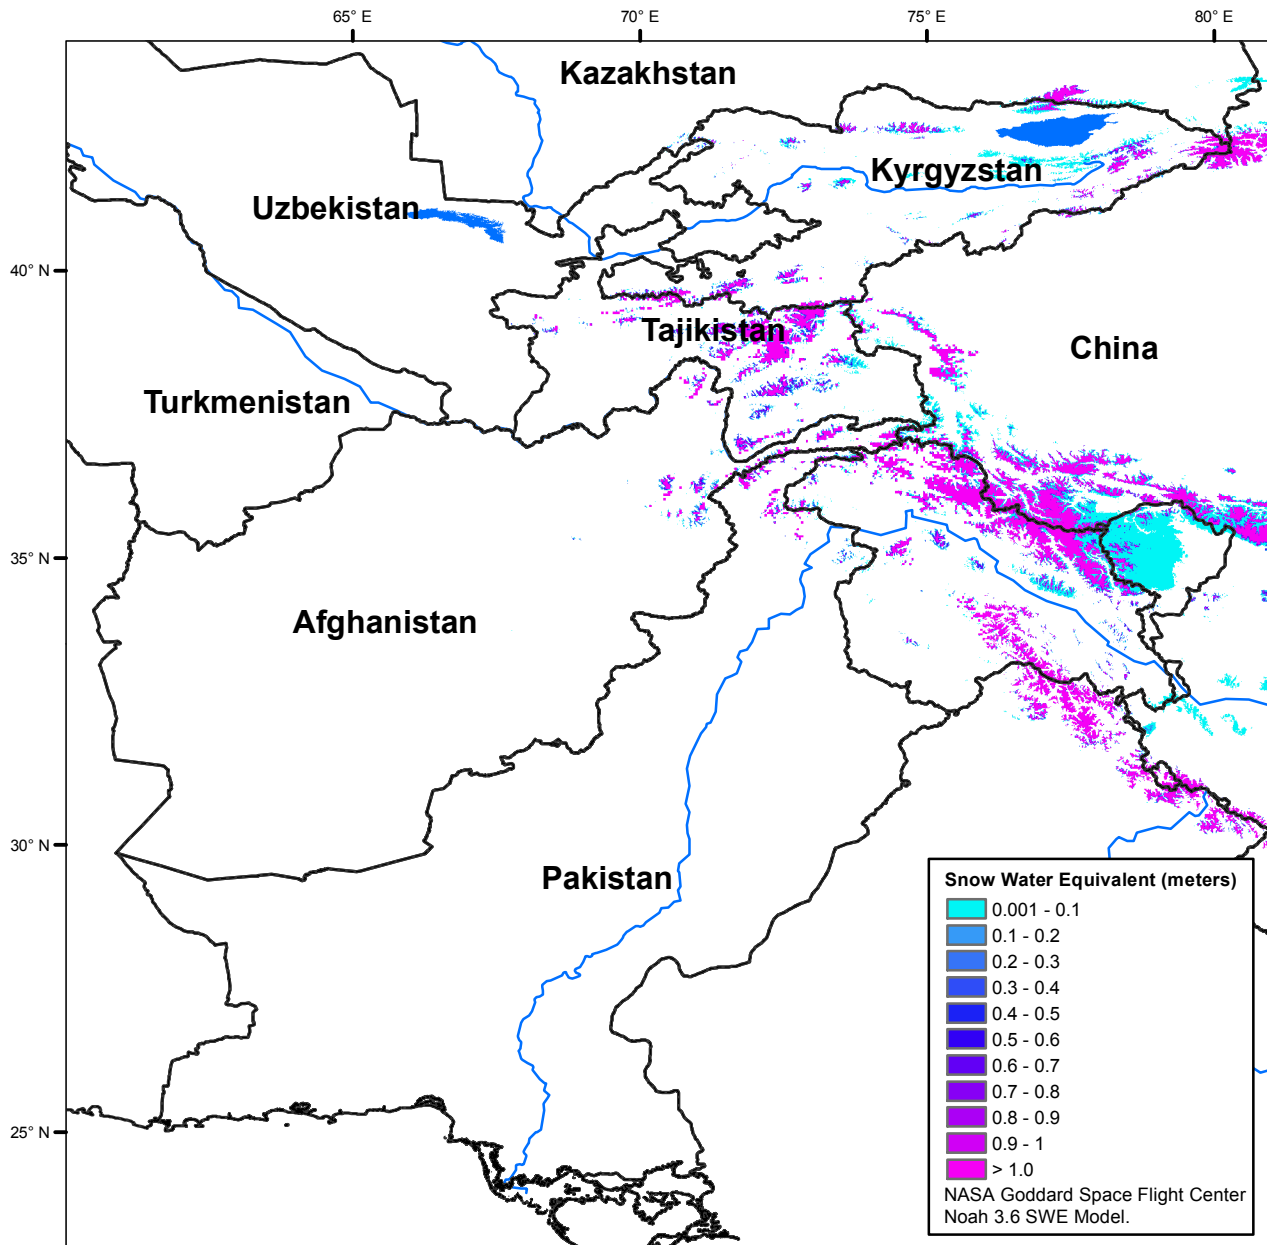 65° E
70° E
75° E
80° E
Kazakhstan
Kyrgyzstan
Uzbekistan
40° N
Tajikistan
China
Turkmenistan
35° N
Afghanistan
30° N
Pakistan
25° N
Snow Water Equivalent (meters)
0.001 - 0.1
0.1 - 0.2
0.2 - 0.3
0.3 - 0.4
0.4 - 0.5
0.5 - 0.6
0.6 - 0.7
0.7 - 0.8
0.8 - 0.9
0.9 - 1
> 1.0
NASA Goddard Space Flight Center
Noah 3.6 SWE Model.